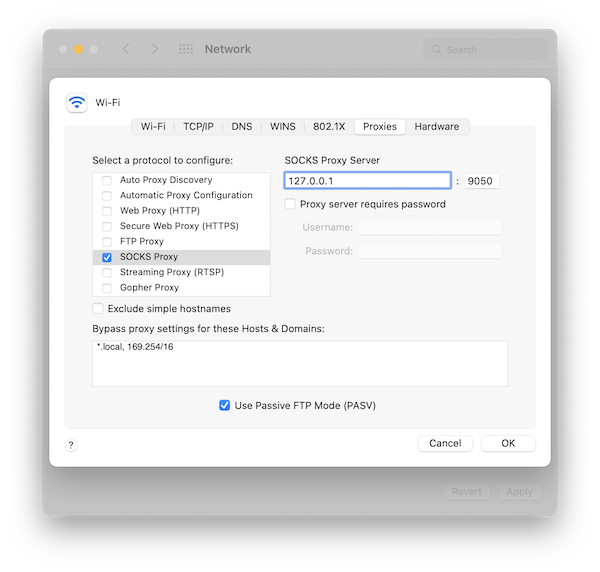 Network
Search
Wi-Fi
Wi-Fi TCP/IP DNS WINS 802.1X Proxies Hardware
Select a protocol to configure:
Auto Proxy Discovery
Automatic Proxy Configuration
Web Proxy (HTTP)
Secure Web Proxy (HTTPS)
FTP Proxy
SOCKS Proxy
Streaming Proxy (RTSP)
Gopher Proxy
Exclude simple hostnames
SOCKS Proxy Server
127.0.0.1 : 9050
Proxy server requires password
Username:
Password:
Bypass proxy settings for these Hosts & Domains:
*.local, 169.254/16
Use Passive FTP Mode (PASV)
? Cancel OK
Revert Apply